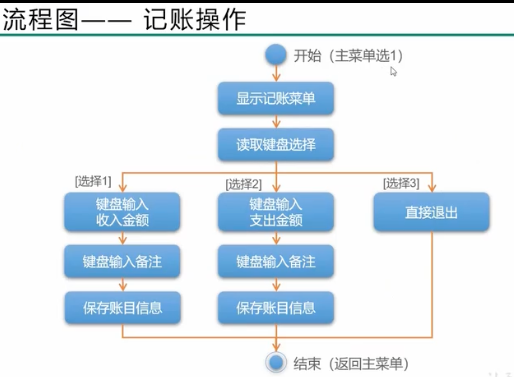 流程图—— 记账操作
开始（主菜单选1）
显示记账菜单
读取键盘选择
[选择1]
[选择2]
[选择3]
键盘输入
收入金额
键盘输入
支出金额
直接退出
键盘输入备注
键盘输入备注
保存账目信息
保存账目信息
结束（返回主菜单）